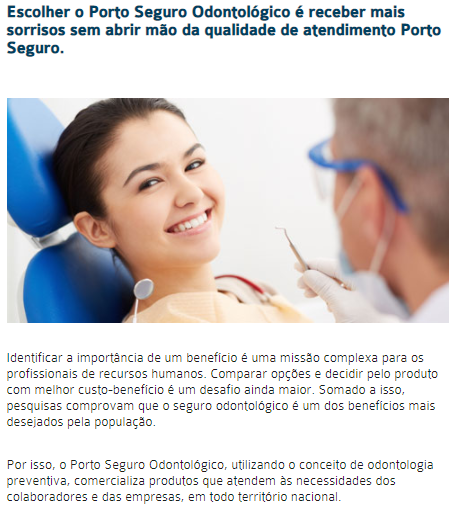 Escolher o Porto Seguro Odontológico é receber mais
sorrisos sem abrir mão da qualidade de atendimento Porto
Seguro.
Identificar a importância de um benefício é uma missão complexa para os
profissionais de recursos humanos. Comparar opções e decidir pelo produto
com melhor custo-benefício é um desafio ainda maior. Somado a isso,
pesquisas comprovam que o seguro odontológico é um dos benefícios mais
desejados pela população.
Por isso, o Porto Seguro Odontológico, utilizando o conceito de odontologia
preventiva, comercializa produtos que atendem às necessidades dos
colaboradores e das empresas, em todo território nacional.